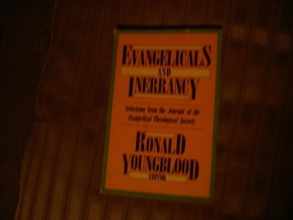 EVANGELICALS
AND
INERRANCY
Selections from the Journal of the
Evangelical Theological Society
RONALD
YOUNGBLOOD
EDITOR